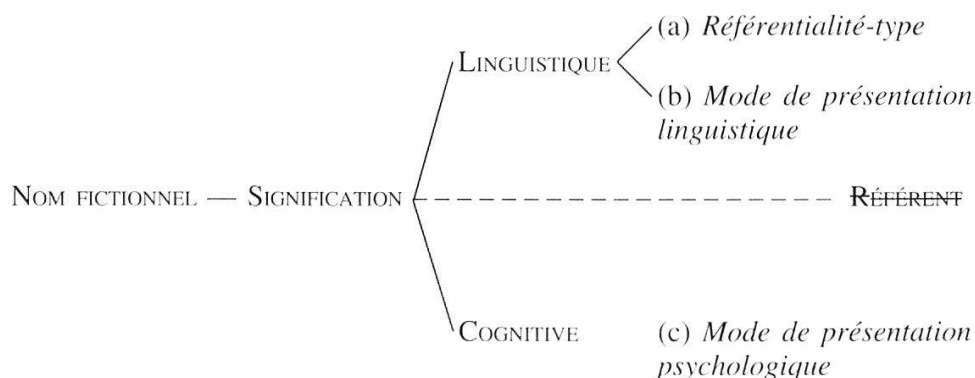 (a) Référentialité-type
LINGUISTIQUE
(b) Mode de présentation
linguistique
NOM FICTIONNEL — SIGNIFICATION RÉFÉRENT
COGNITIVE (c) Mode de présentation
psychologique